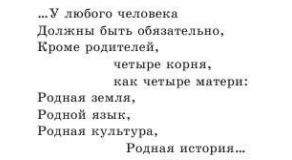 …У любого человека
Должны быть обязательно,
Кроме родителей,
четыре корня,
как четыре матери:
Родная земля,
Родной язык,
Родная культура,
Родная история…